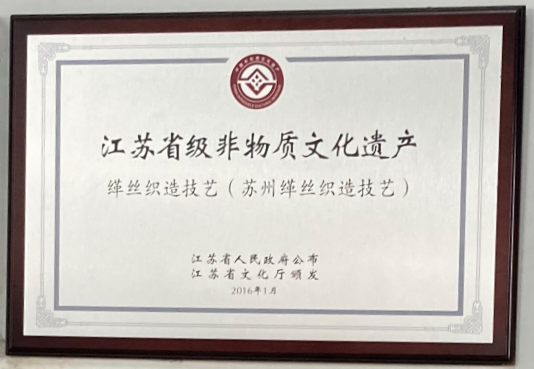 江苏省级非物质文化遗产
缂丝织造技艺（苏州缂丝织造技艺）
江苏省人民政府公布
江苏省文化厅颁发
2016年1月